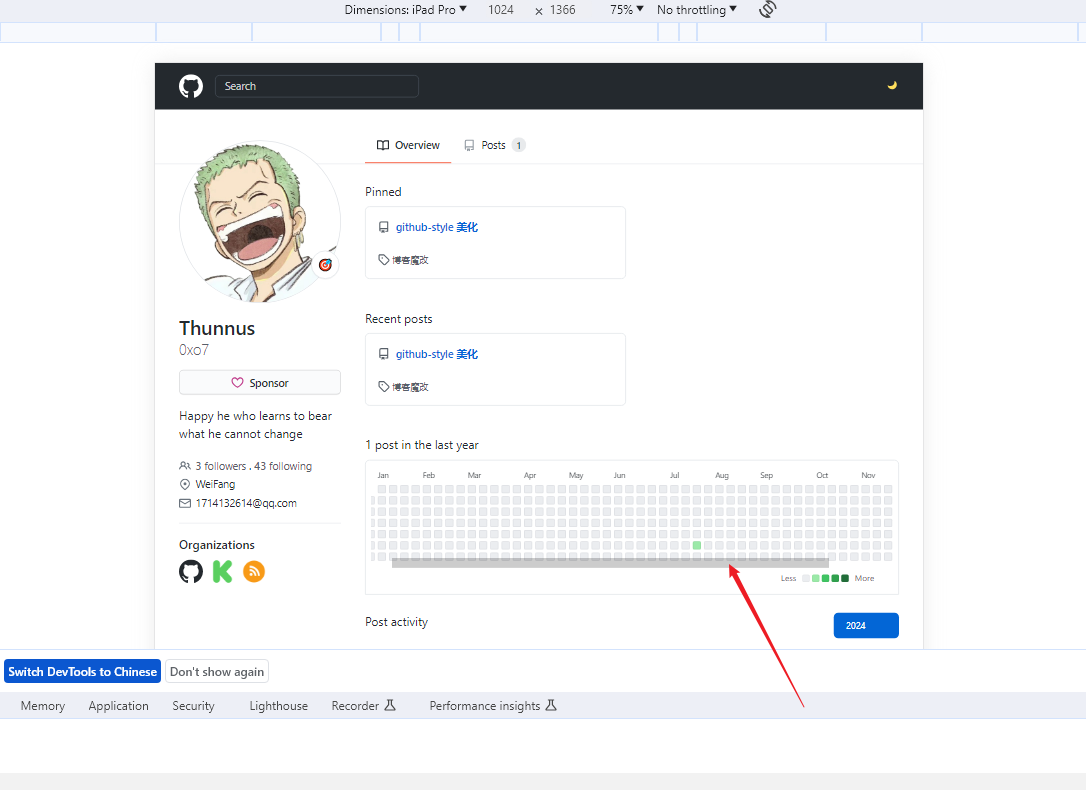 Dimensions: iPad Pro ▼ 1024 × 1366 75% ▼ No throttling ▼
Search
Overview Posts 1
Pinned
github-style 美化
博客魔改
Recent posts
github-style 美化
博客魔改
Thunnus
0xo7
Sponsor
Happy he who learns to bear
what he cannot change
3 followers . 43 following
WeiFang
1714132614@qq.com
Organizations
1 post in the last year
Jan Feb Mar Apr May Jun Jul Aug Sep Oct Nov
Less More
Post activity
2024
Switch DevTools to Chinese Don't show again
Memory Application Security Lighthouse Recorder Performance insights